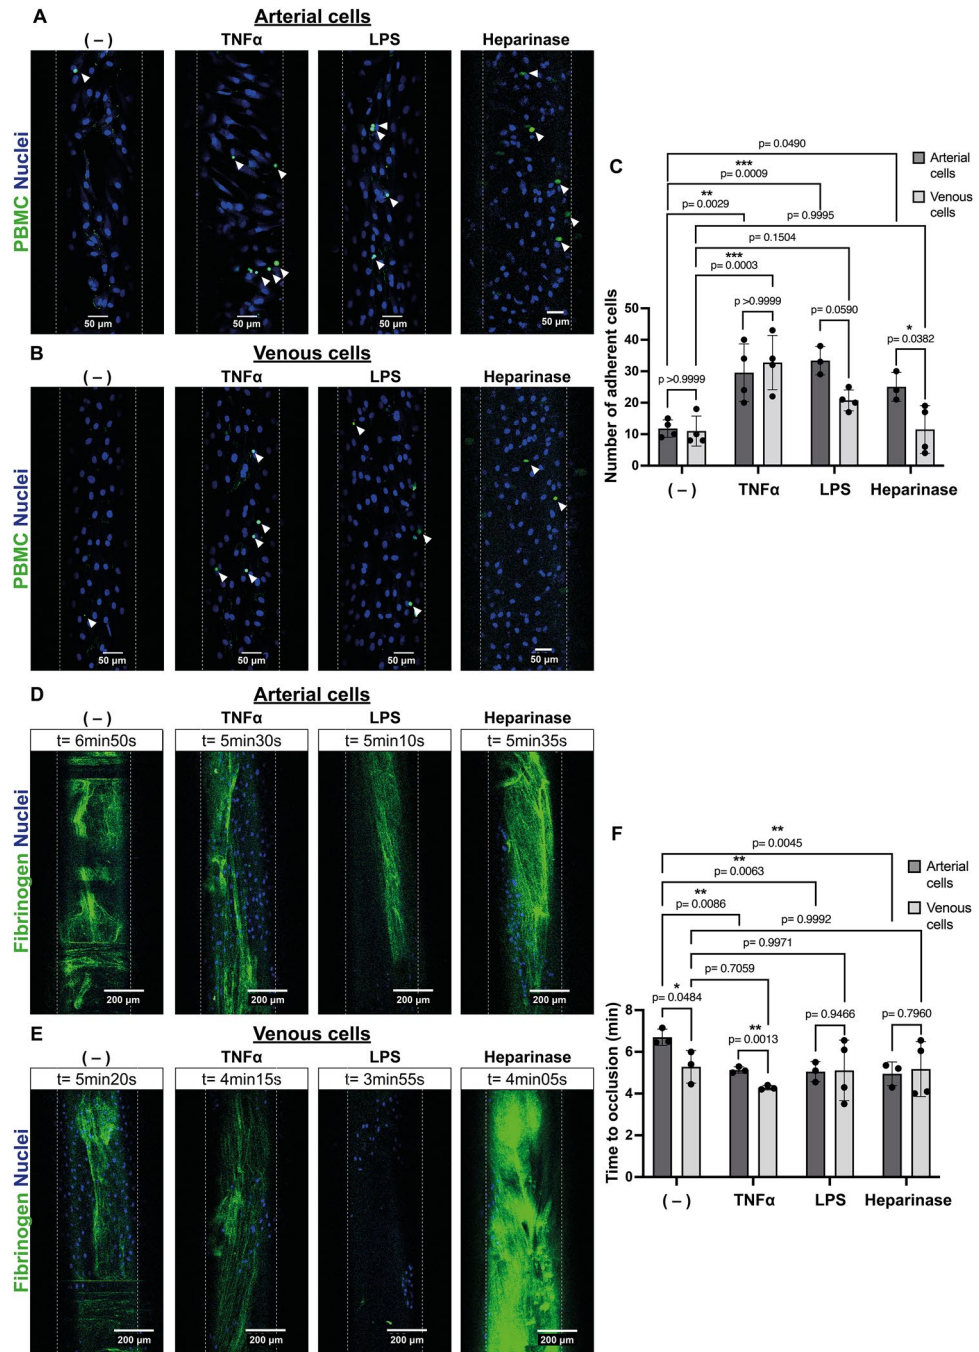 A
Arterial cells
( – ) TNFα LPS Heparinase
PBMC Nuclei
50 µm 50 µm 50 µm 50 µm
B
Venous cells
( – ) TNFα LPS Heparinase
PBMC Nuclei
50 µm 50 µm 50 µm 50 µm
C
p= 0.0490
***
p= 0.0009
**
p= 0.0029
p= 0.9995
p= 0.1504
***
p= 0.0003
p >0.9999
p= 0.0590
*
p= 0.0382
p >0.9999
Arterial
cells
Venous
cells
Number of adherent cells
50
40
30
20
10
0
( – ) TNFα LPS Heparinase
D
Arterial cells
( – ) TNFα LPS Heparinase
t= 6min50s t= 5min30s t= 5min10s t= 5min35s
Fibrinogen Nuclei
200 µm 200 µm 200 µm 200 µm
E
Venous cells
( – ) TNFα LPS Heparinase
t= 5min20s t= 4min15s t= 3min55s t= 4min05s
Fibrinogen Nuclei
200 µm 200 µm 200 µm 200 µm
F
**
p= 0.0045
**
p= 0.0063
**
p= 0.0086
p= 0.9992
p= 0.9971
p= 0.7059
*
p= 0.0484
**
p= 0.0013
p= 0.9466
p= 0.7960
Arterial
cells
Venous
cells
Time to occlusion (min)
8
6
4
2
0
( – ) TNFα LPS Heparinase